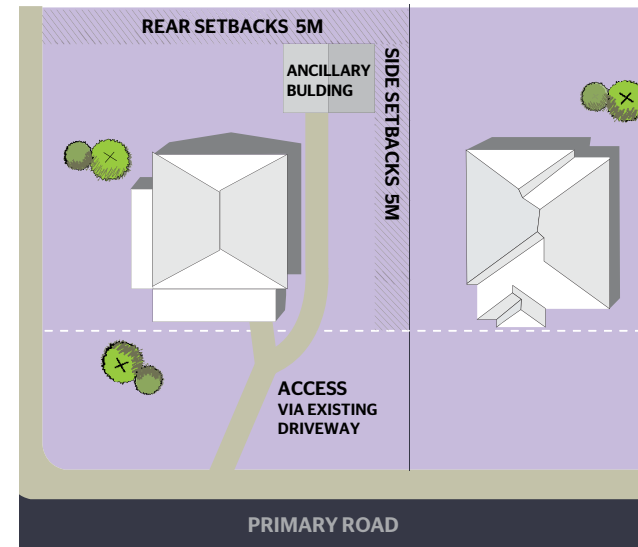 REAR SETBACKS 5M
ANCILLARY
BULDING
SIDE SETBACKS 5M
ACCESS
VIA EXISTING
DRIVEWAY
PRIMARY ROAD